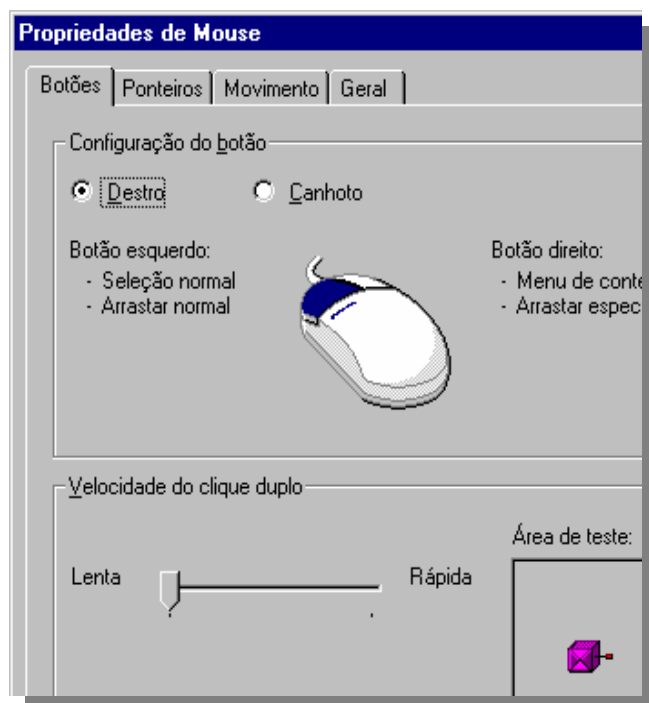 Propriedades de Mouse
Botões Ponteiros Movimento Geral
Configuração do botão
Destro Canhoto
Botão esquerdo: Botão direito:
- Seleção normal - Menu de conte
- Arrastar normal - Arrastar espec
Velocidade do clique duplo
Área de teste:
Lenta Rápida